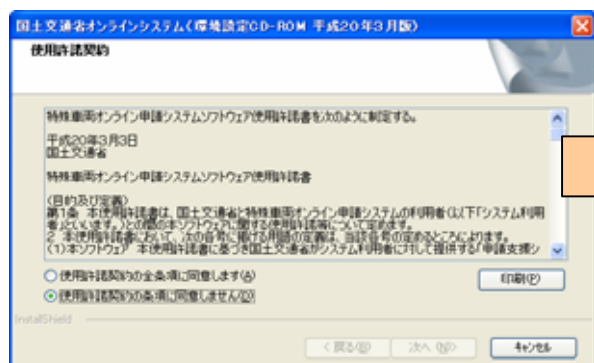 国土交通省オンラインシステム(環境設定CD-ROM 平成20年3月版)
使用許諾契約
特殊車両オンライン申請システムソフトウェア使用許諾書を次のように制定する。
平成20年3月3日
国土交通省
特殊車両オンライン申請システムソフトウェア使用許諾書
(目的及び定義)
第1条 本使用許諾書は、国土交通省と特殊車両オンライン申請システムの利用者(以下「システム利用
者」といいます。)との間の本ソフトウェアに関する使用許諾等について定めます。
2 本使用許諾書において、次の各号に掲げる用語の定義は、当該各号の定めるところによります。
(1)本ソフトウェア 本使用許諾書に基づき国土交通省がシステム利用者に対して提供する「申請支援シ
使用許諾契約の全条項に同意します(A)
使用許諾契約の条項に同意しません(D)
印刷(P)
InstallShield
< 戻る(B)
次へ(N) >
キャンセル